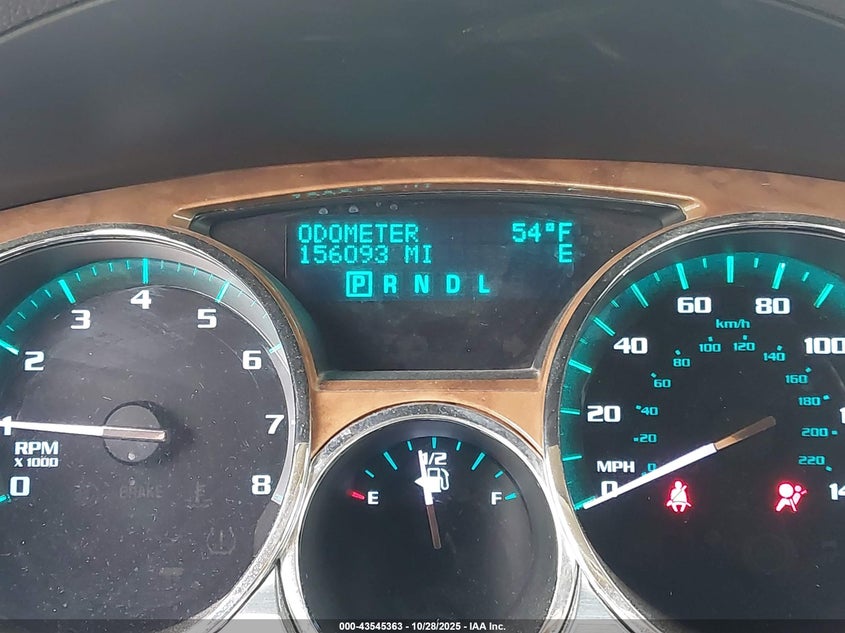 ODOMETER 54°F
156093 MI E
P R N D L
0 1 2 3 4 5 6 7 8
RPM
X 1000
BRAKE
E 1/2 F
0 20 40 60 80 100
km/h
0 20 40 60 80 100 120 140 160 180 200 220
MPH
000-43545363 - 10/28/2025 - IAA Inc.